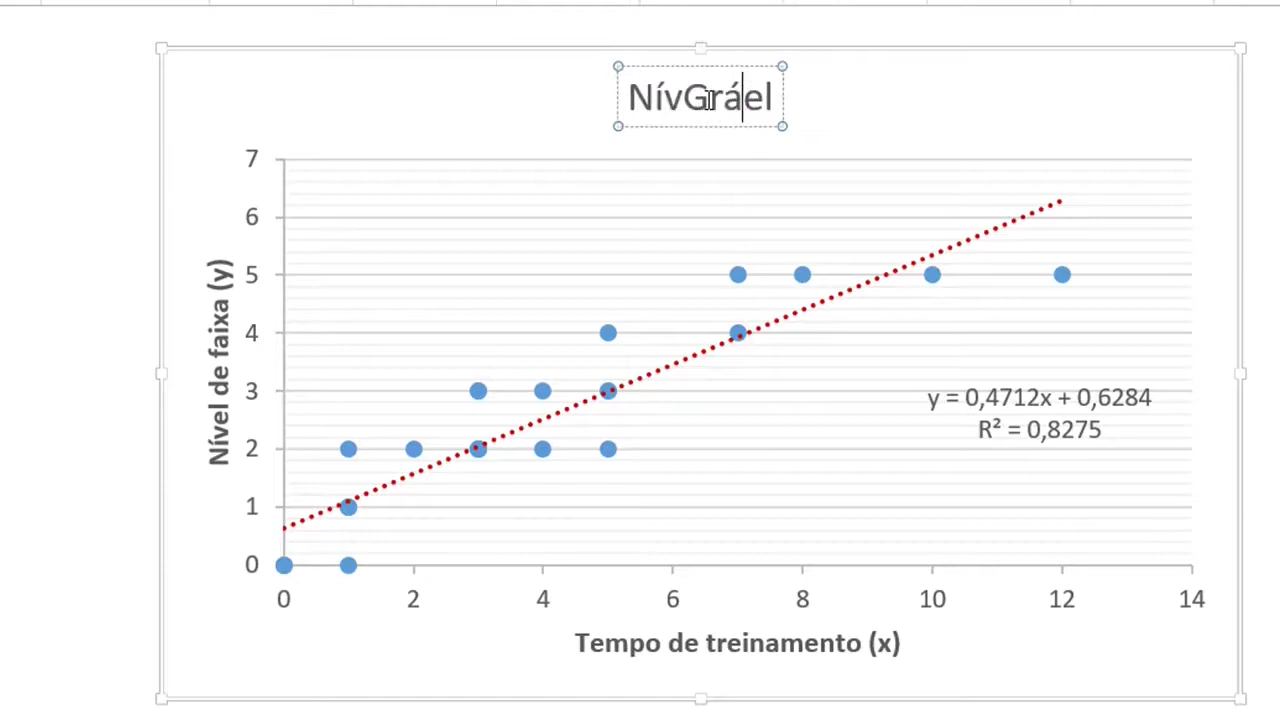 NívGráel
7
6
5
4
3
2
1
0
Nível de faixa (y)
y = 0,4712x + 0,6284
R² = 0,8275
0 2 4 6 8 10 12 14
Tempo de treinamento (x)